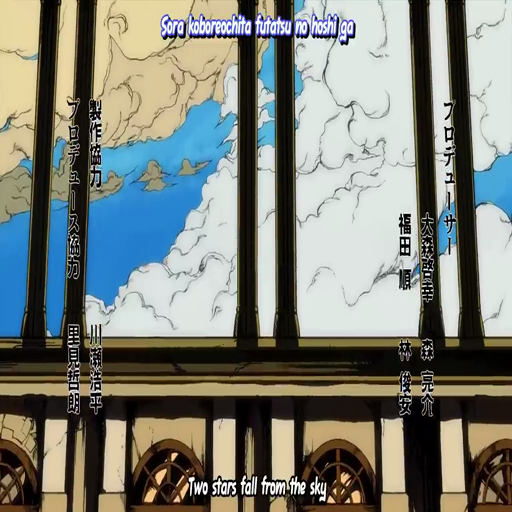 Sora koboreochita futatsu no hoshi ga
プロデューサー
大森啓幸　森　亮介
福田　順　林　俊安
製作協力　川瀬浩平
プロデュース協力　里見哲朗
Two stars fall from the sky